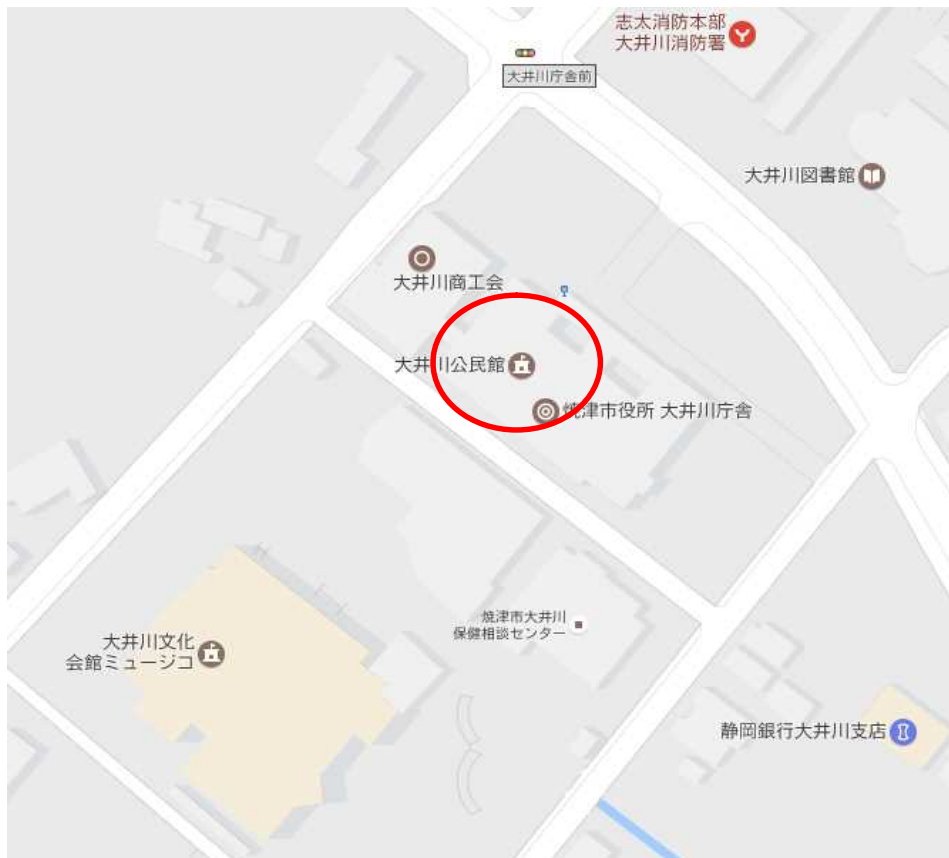 志太消防本部
大井川消防署
大井川庁舎前
大井川図書館
大井川商工会
大井川公民館
焼津市役所 大井川庁舎
焼津市大井川
保健相談センター
大井川文化
会館ミュージコ
静岡銀行大井川支店